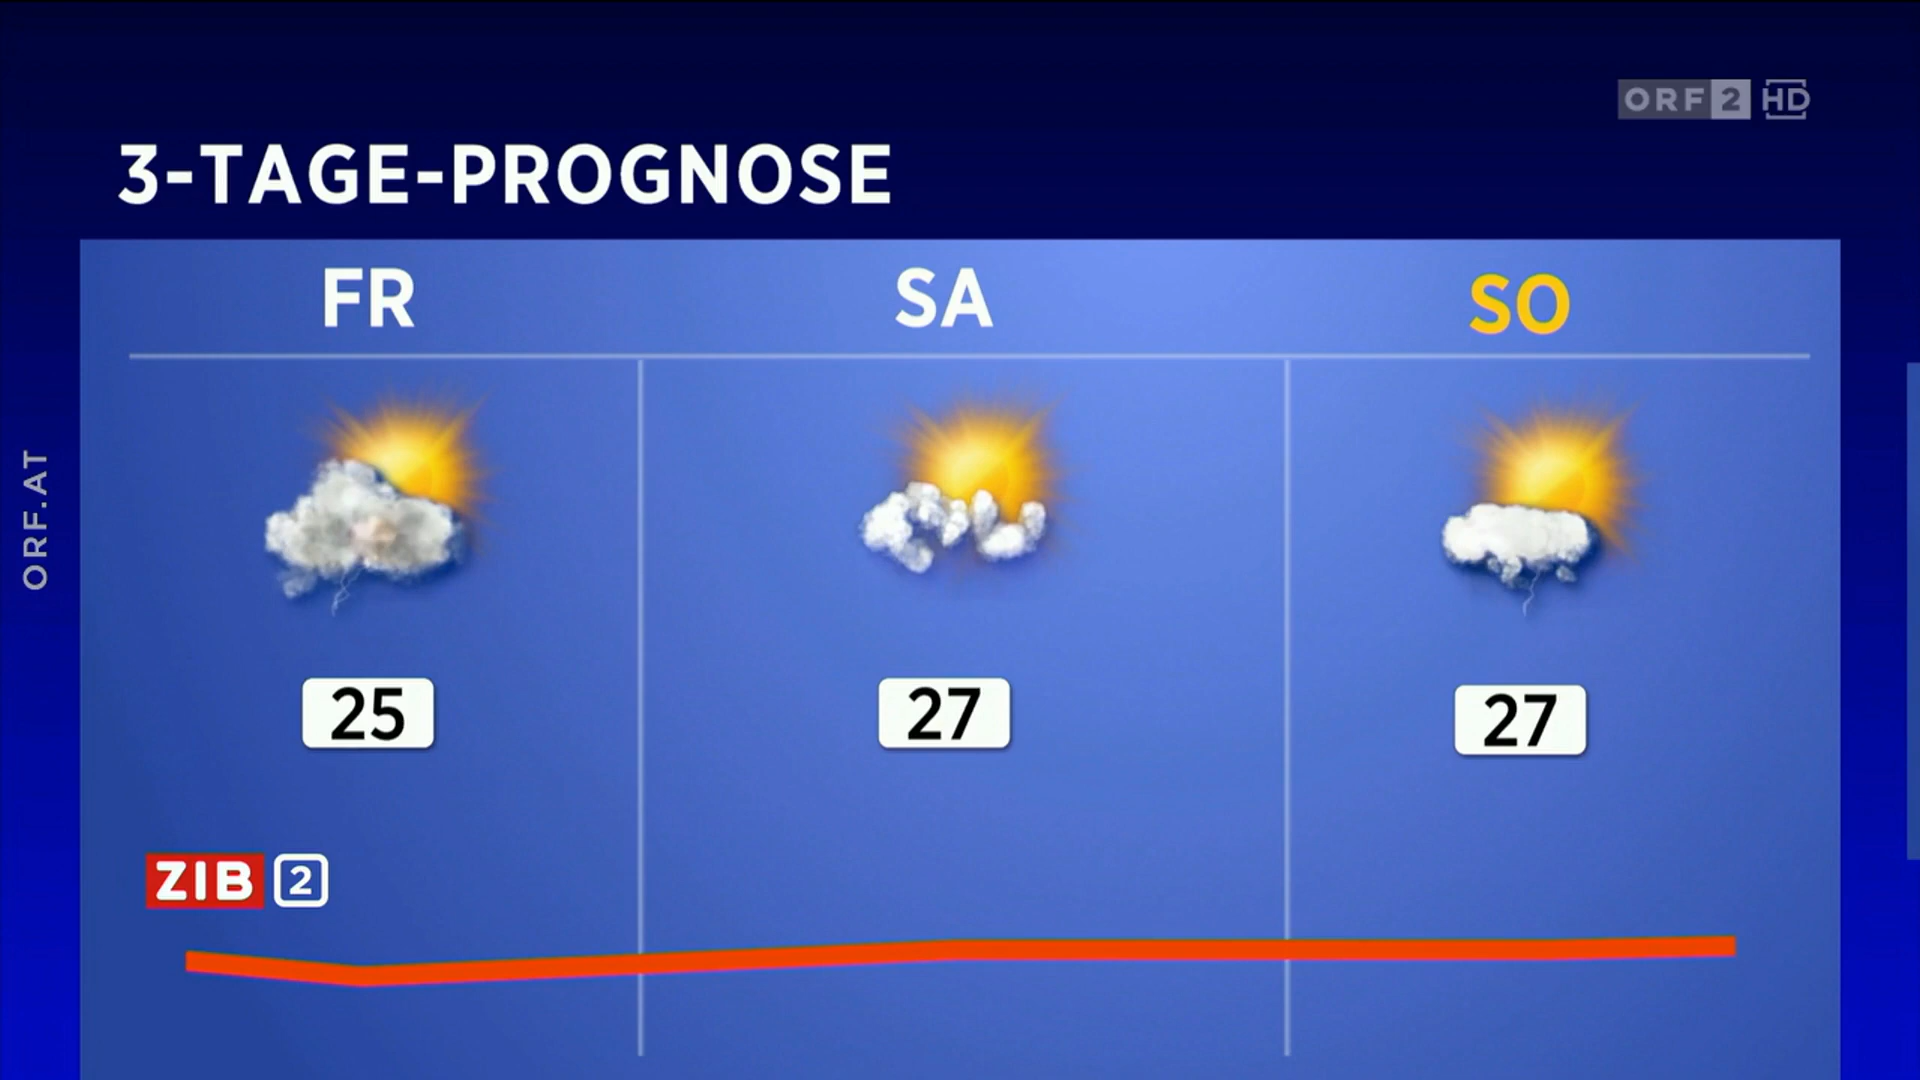 ORF 2 HD
3-TAGE-PROGNOSE
FR SA SO
ORF.AT
25 27 27
ZIB 2